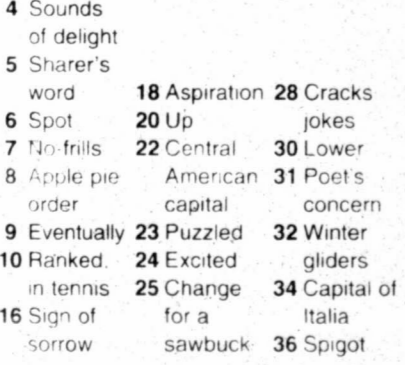 4 Sounds
of delight
5 Sharer's
word
6 Spot
7 No-frills
8 Apple pie
order
9 Eventually
10 Ranked,
in tennis
16 Sign of
sorrow
18 Aspiration
20 Up
22 Central
American
capital
23 Puzzled
24 Excited
25 Change
for a
sawbuck
28 Cracks
jokes
30 Lower
31 Poet's
concern
32 Winter
gliders
34 Capital of
Italia
36 Spigot